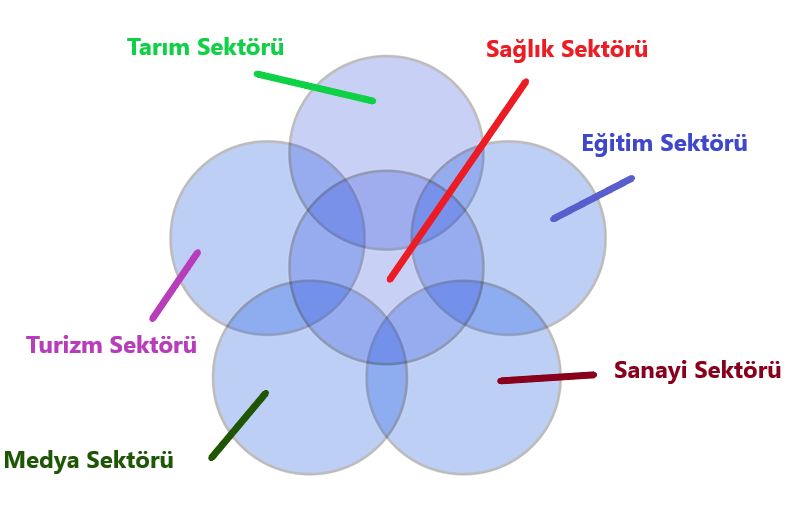 Tarım Sektörü
Sağlık Sektörü
Eğitim Sektörü
Turizm Sektörü
Sanayi Sektörü
Medya Sektörü